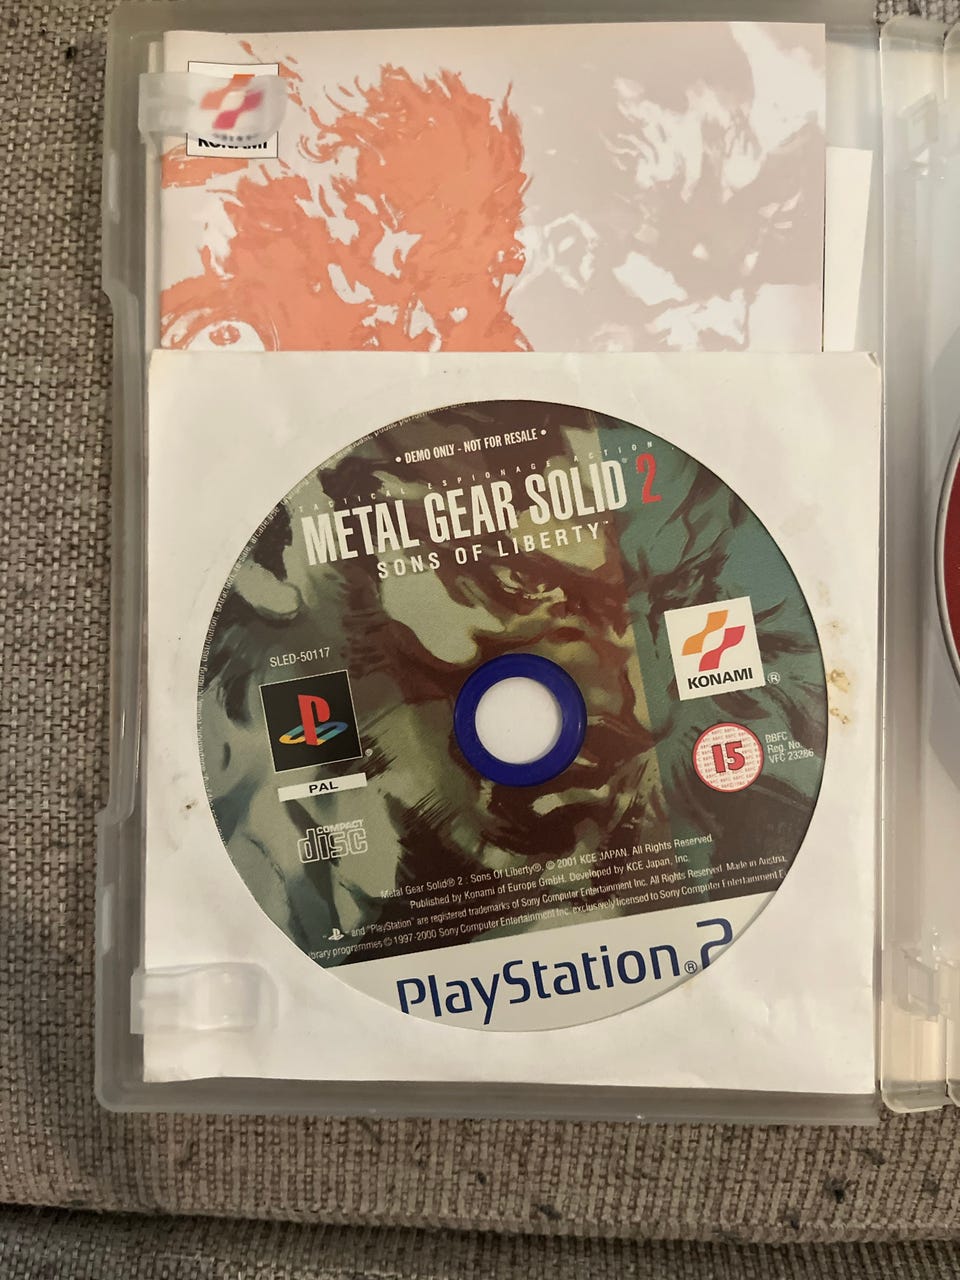 KONAMI
• DEMO ONLY - NOT FOR RESALE •
TACTICAL ESPIONAGE ACTION
METAL GEAR SOLID® 2
SONS OF LIBERTY™
SLED-50117
PAL
COMPACT
disc
KONAMI ®
15
BBFC
Reg. No.
VFC 23286
Metal Gear Solid® 2 : Sons Of Liberty®. © 2001 KCE JAPAN. All Rights Reserved.
Published by Konami of Europe GmbH. Developed by KCE Japan, Inc.
" " and "PlayStation" are registered trademarks of Sony Computer Entertainment Inc. All Rights Reserved. Made in Austria.
Library programmes © 1997-2000 Sony Computer Entertainment Inc. exclusively licensed to Sony Computer Entertainment E
PlayStation®2